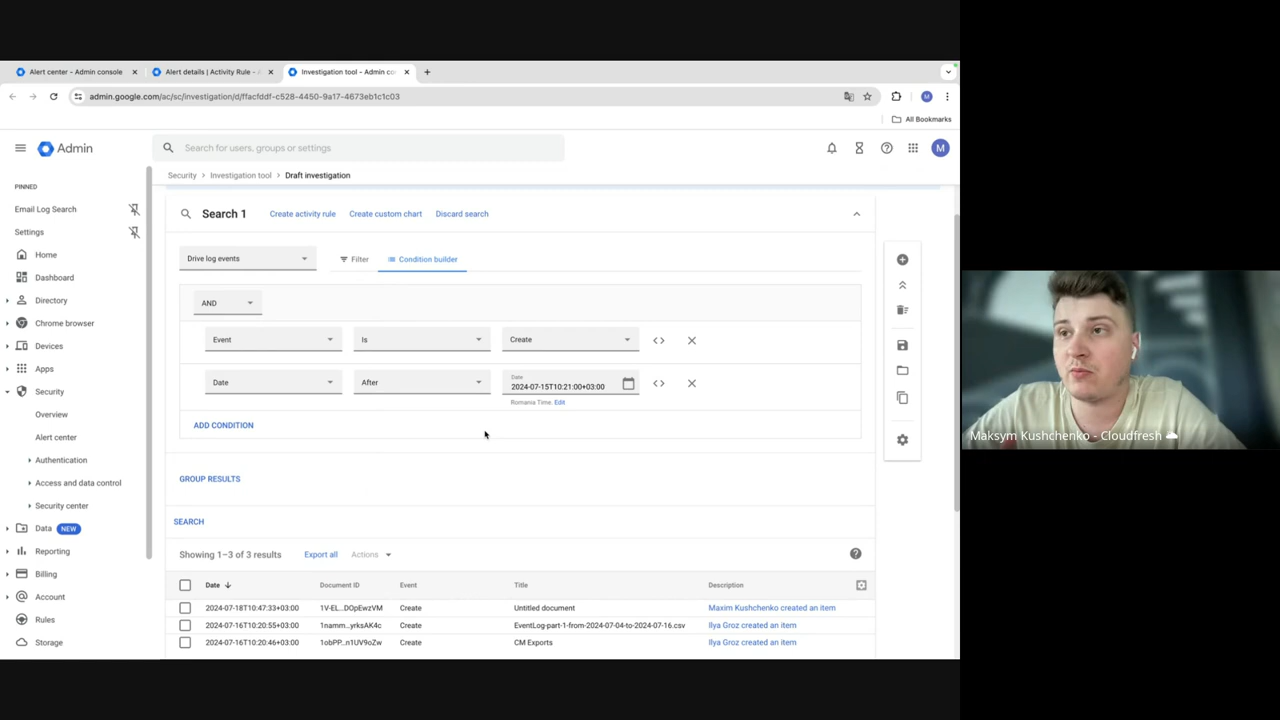 Alert center - Admin console
Alert details | Activity Rule - A
Investigation tool - Admin co
admin.google.com/ac/sc/investigation/d/ffacfddf-c528-4450-9a17-4673eb1c1c03
M
All Bookmarks
Admin
Search for users, groups or settings
M
Security > Investigation tool > Draft investigation
PINNED
Email Log Search
Settings
Home
Dashboard
Directory
Chrome browser
Devices
Apps
Security
Overview
Alert center
Authentication
Access and data control
Security center
Data NEW
Reporting
Billing
Account
Rules
Storage
Search 1 Create activity rule Create custom chart Discard search
Drive log events Filter Condition builder
AND
Event Is Create <>
Date After Date 2024-07-15T10:21:00+03:00 <>
Romania Time. Edit
ADD CONDITION
GROUP RESULTS
SEARCH
Showing 1–3 of 3 results Export all Actions
Date Document ID Event Title Description
2024-07-18T10:47:33+03:00 1V-EL...DOpEwzVM Create Untitled document Maxim Kushchenko created an item
2024-07-16T10:20:55+03:00 1namm...yrksAK4c Create EventLog-part-1-from-2024-07-04-to-2024-07-16.csv Ilya Groz created an item
2024-07-16T10:20:46+03:00 1obPP...n1UV9oZw Create CM Exports Ilya Groz created an item
Maksym Kushchenko - Cloudfresh